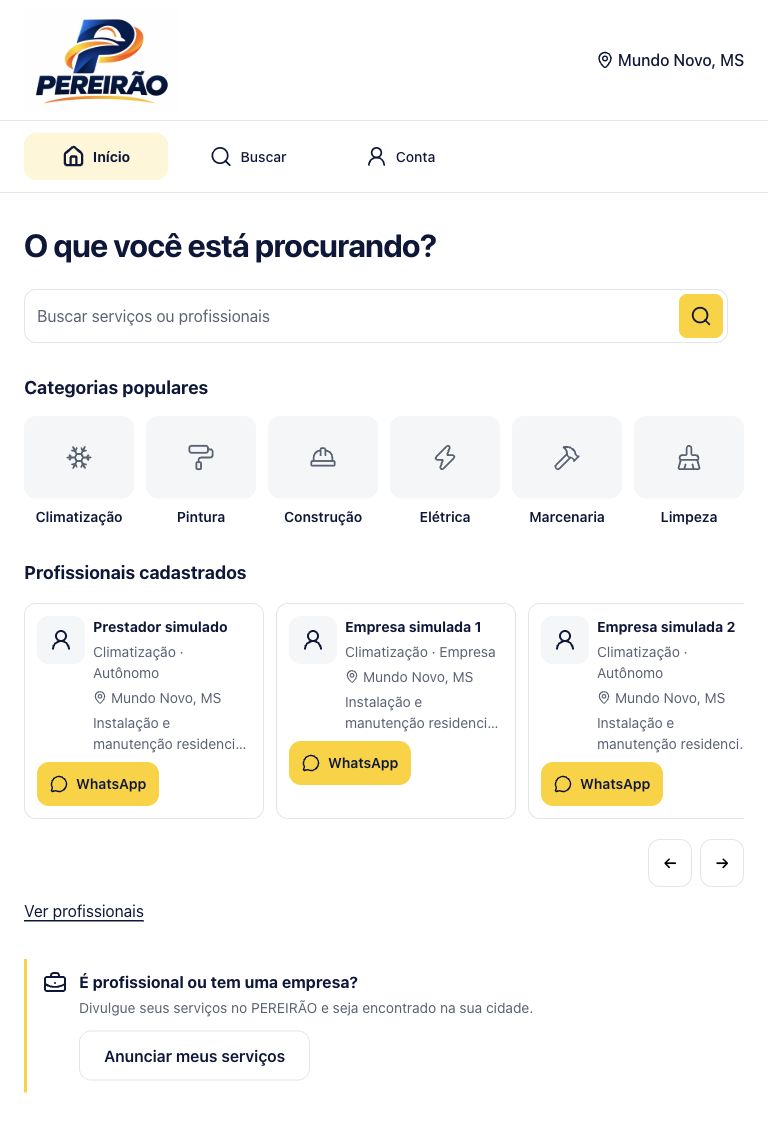 PEREIRÃO
Mundo Novo, MS
Início
Buscar
Conta
O que você está procurando?
Buscar serviços ou profissionais
Categorias populares
Climatização
Pintura
Construção
Elétrica
Marcenaria
Limpeza
Profissionais cadastrados
Prestador simulado
Climatização ·
Autônomo
Mundo Novo, MS
Instalação e
manutenção residenci...
WhatsApp
Empresa simulada 1
Climatização · Empresa
Mundo Novo, MS
Instalação e
manutenção residenci...
WhatsApp
Empresa simulada 2
Climatização ·
Autônomo
Mundo Novo, MS
Instalação e
manutenção residenci.
WhatsApp
Ver profissionais
É profissional ou tem uma empresa?
Divulgue seus serviços no PEREIRÃO e seja encontrado na sua cidade.
Anunciar meus serviços